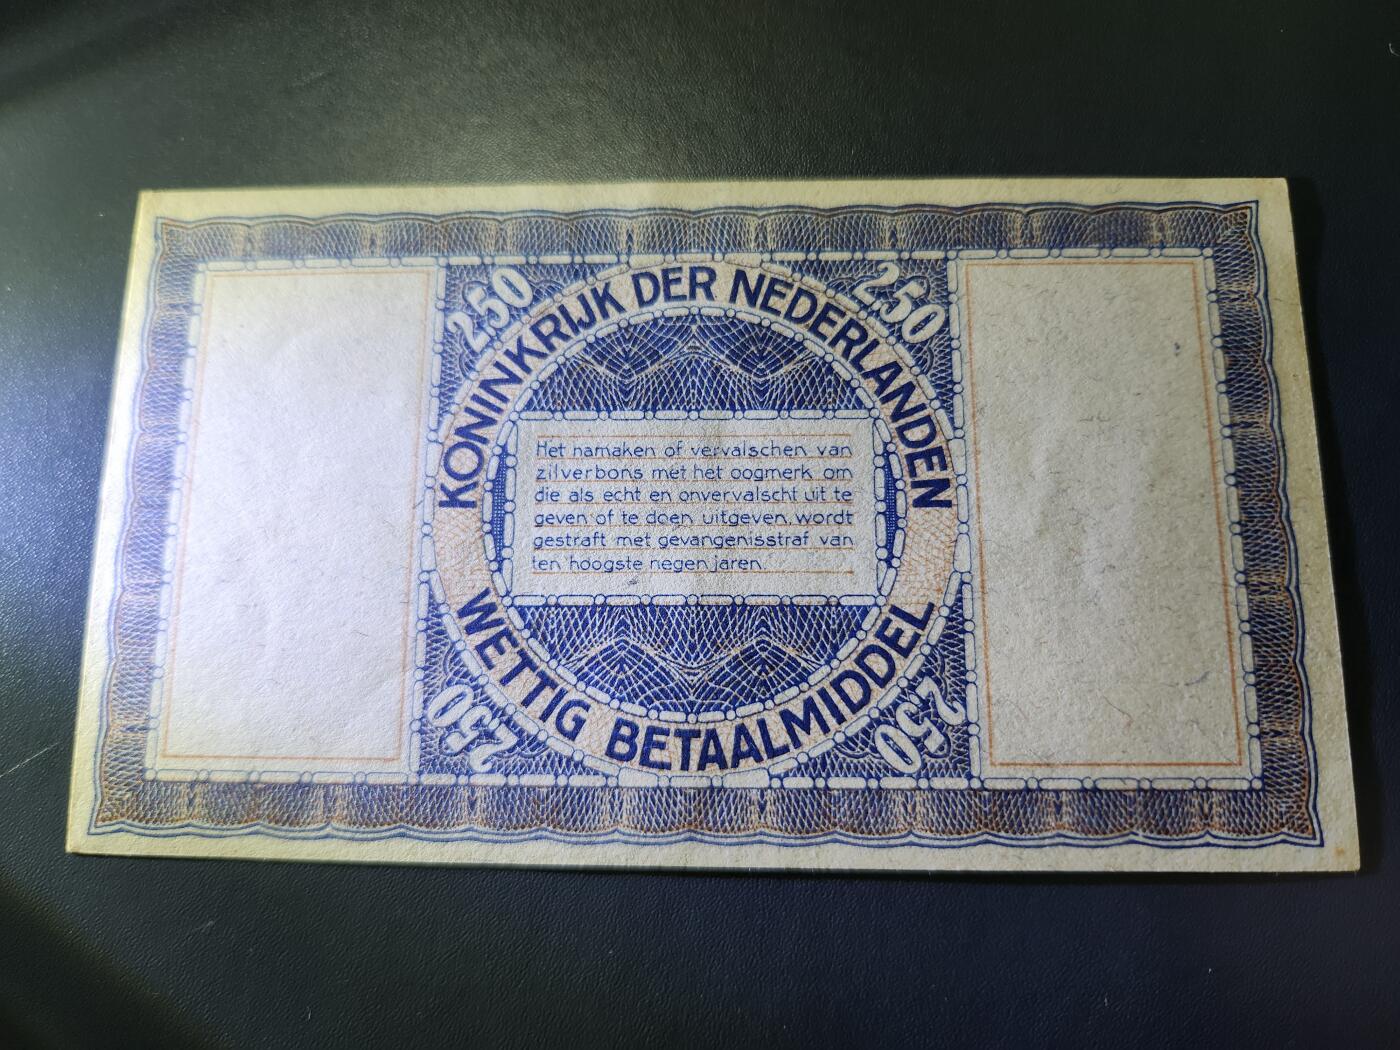 2.50
KONINKRIJK DER NEDERLANDEN
2.50
Het namaken of vervalschen van
zilverbons met het oogmerk om
die als echt en onvervalscht uit te
geven of te doen uitgeven, wordt
gestraft met gevangenisstraf van
ten hoogste negen jaren.
2.50
WETTIG BETAALMIDDEL
2.50